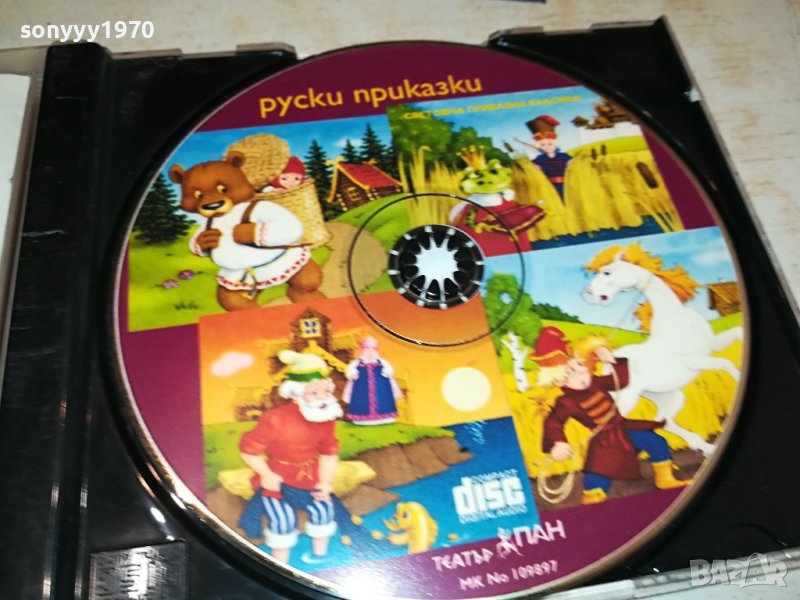 sonyyy1970
руски приказки
СВЕТОВНА ПРИКАЗНА КЛАСИКА
COMPACT
disc
DIGITAL AUDIO
ТЕАТЪР ПАН
МК No 109897
BAZAR